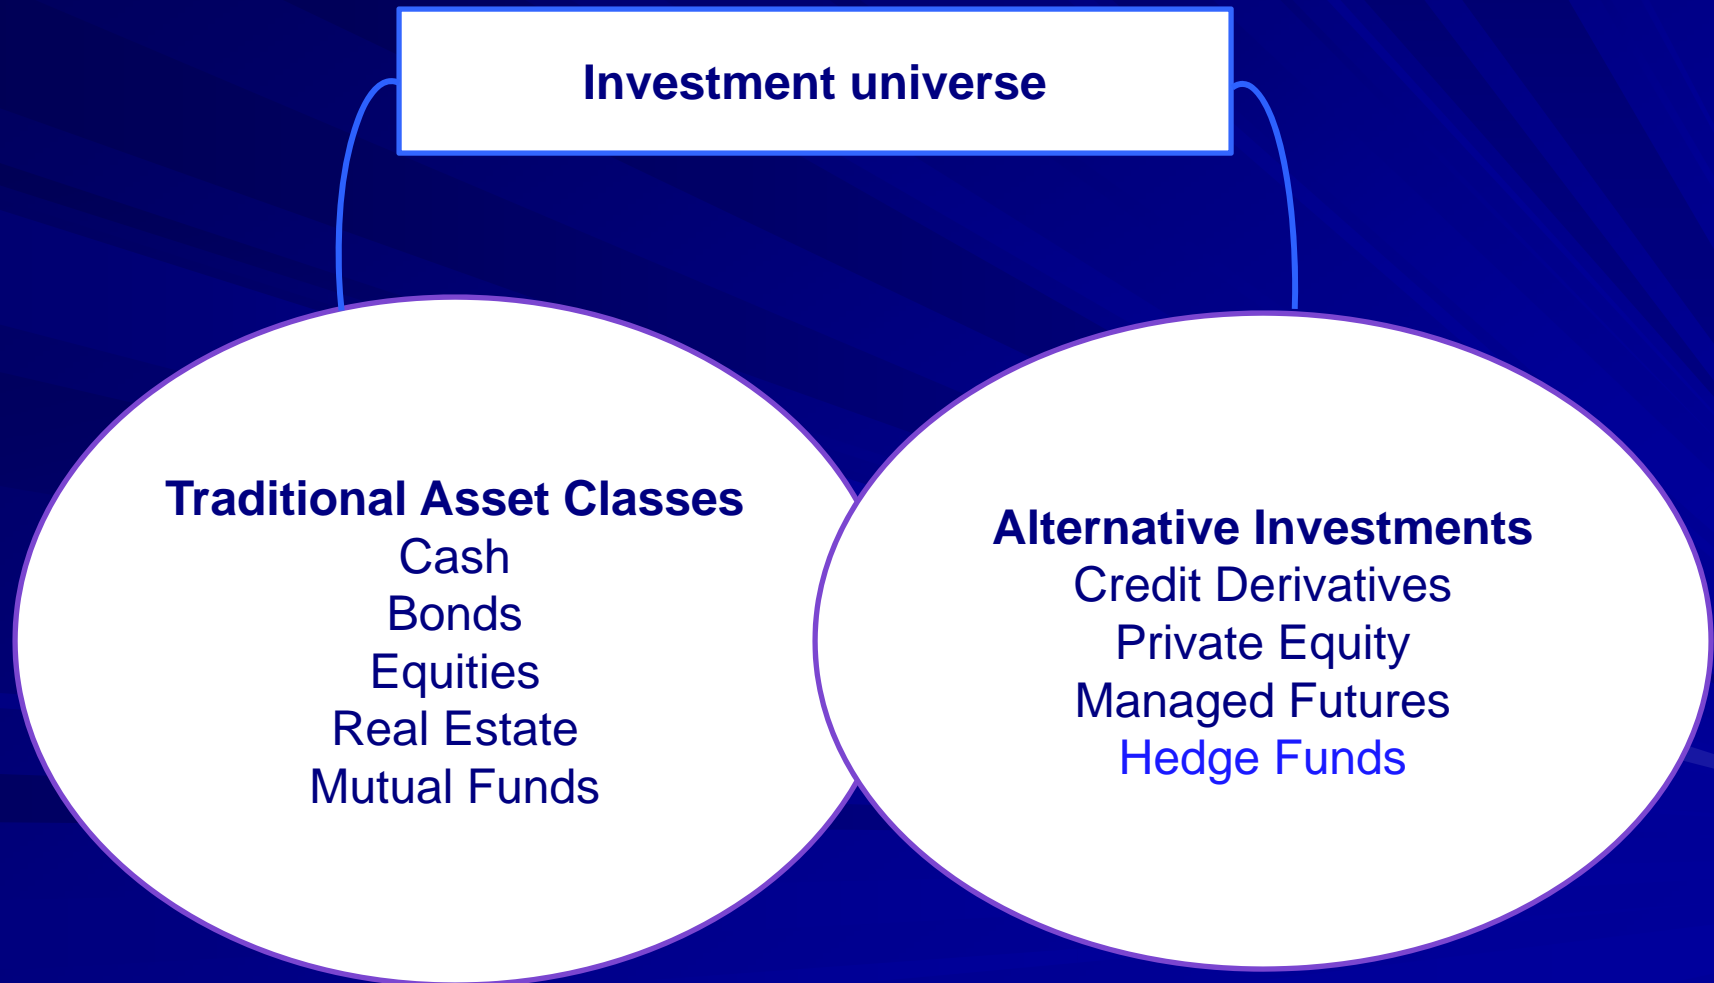 Investment universe
Traditional Asset Classes
Cash
Bonds
Equities
Real Estate
Mutual Funds
Alternative Investments
Credit Derivatives
Private Equity
Managed Futures
Hedge Funds